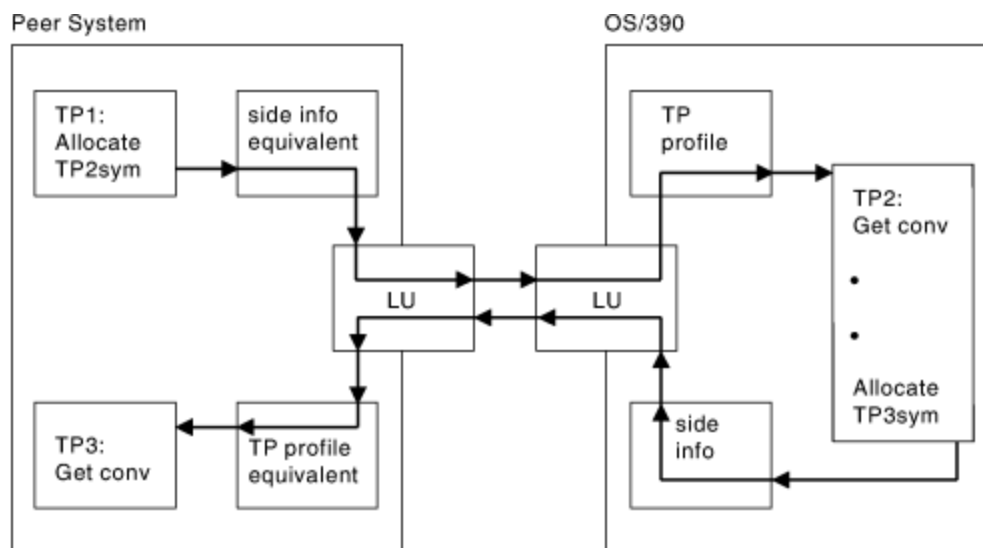 Peer System
OS/390
TP1:
Allocate
TP2sym
side info
equivalent
TP
profile
TP2:
Get conv
•
•
Allocate
TP3sym
LU
LU
TP3:
Get conv
TP profile
equivalent
side
info